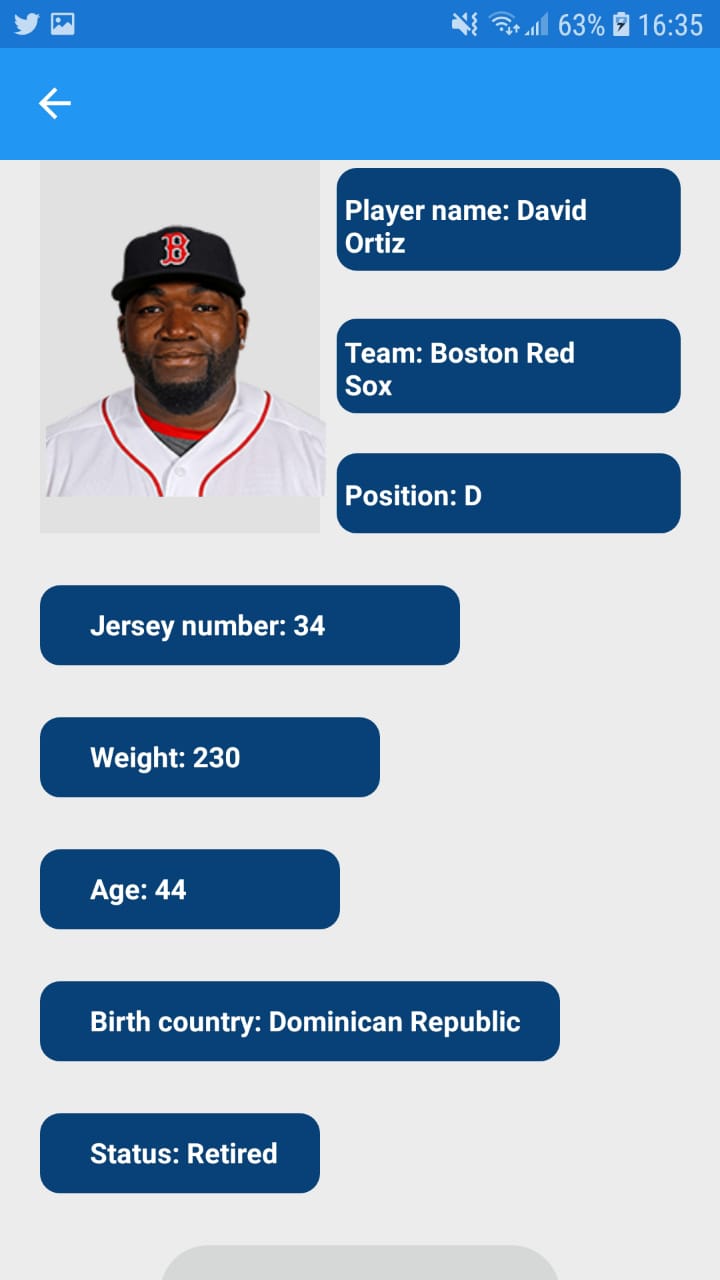 63% 16:35
B
Player name: David
Ortiz
Team: Boston Red
Sox
Position: D
Jersey number: 34
Weight: 230
Age: 44
Birth country: Dominican Republic
Status: Retired